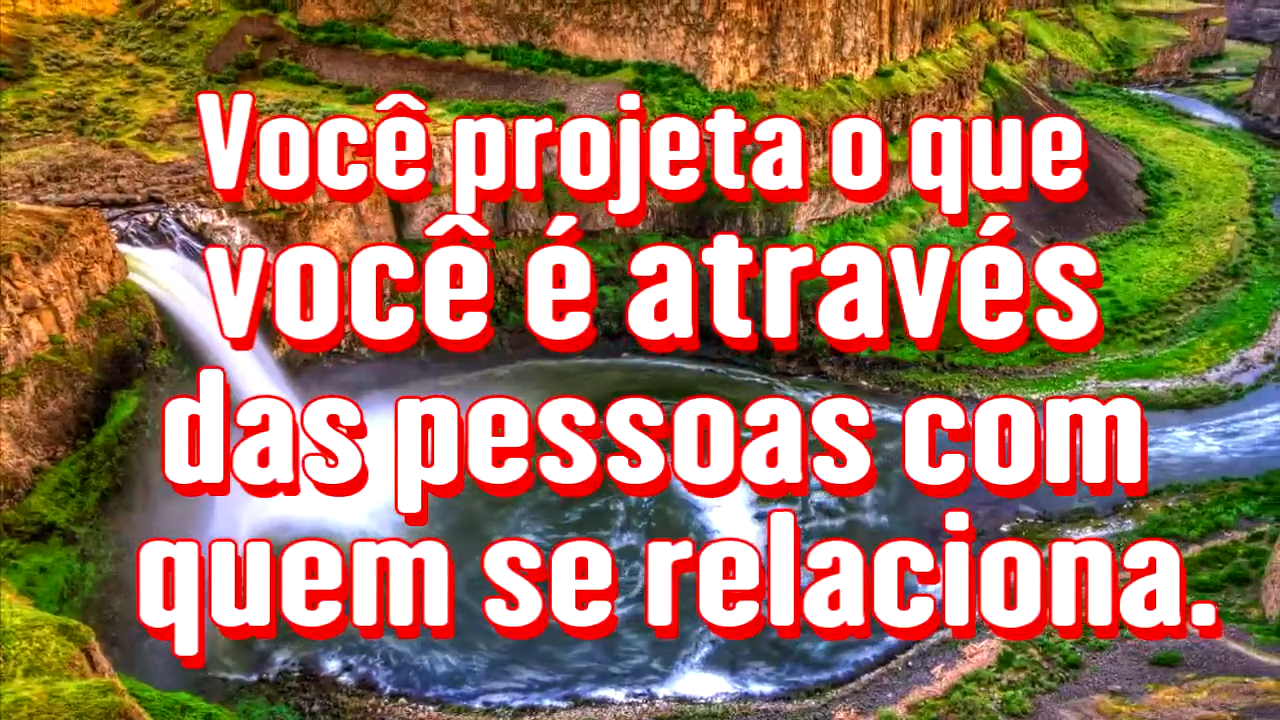 Você projeta o que
você é através
das pessoas com
quem se relaciona.